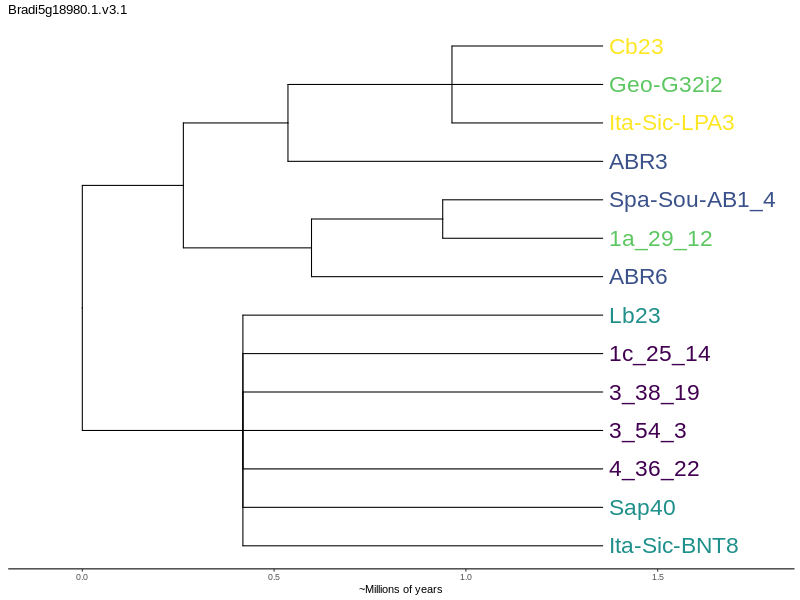 Bradi5g18980.1.v3.1
Cb23
Geo-G32i2
Ita-Sic-LPA3
ABR3
Spa-Sou-AB1_4
1a_29_12
ABR6
Lb23
1c_25_14
3_38_19
3_54_3
4_36_22
Sap40
Ita-Sic-BNT8
0.0 0.5 1.0 1.5
~Millions of years